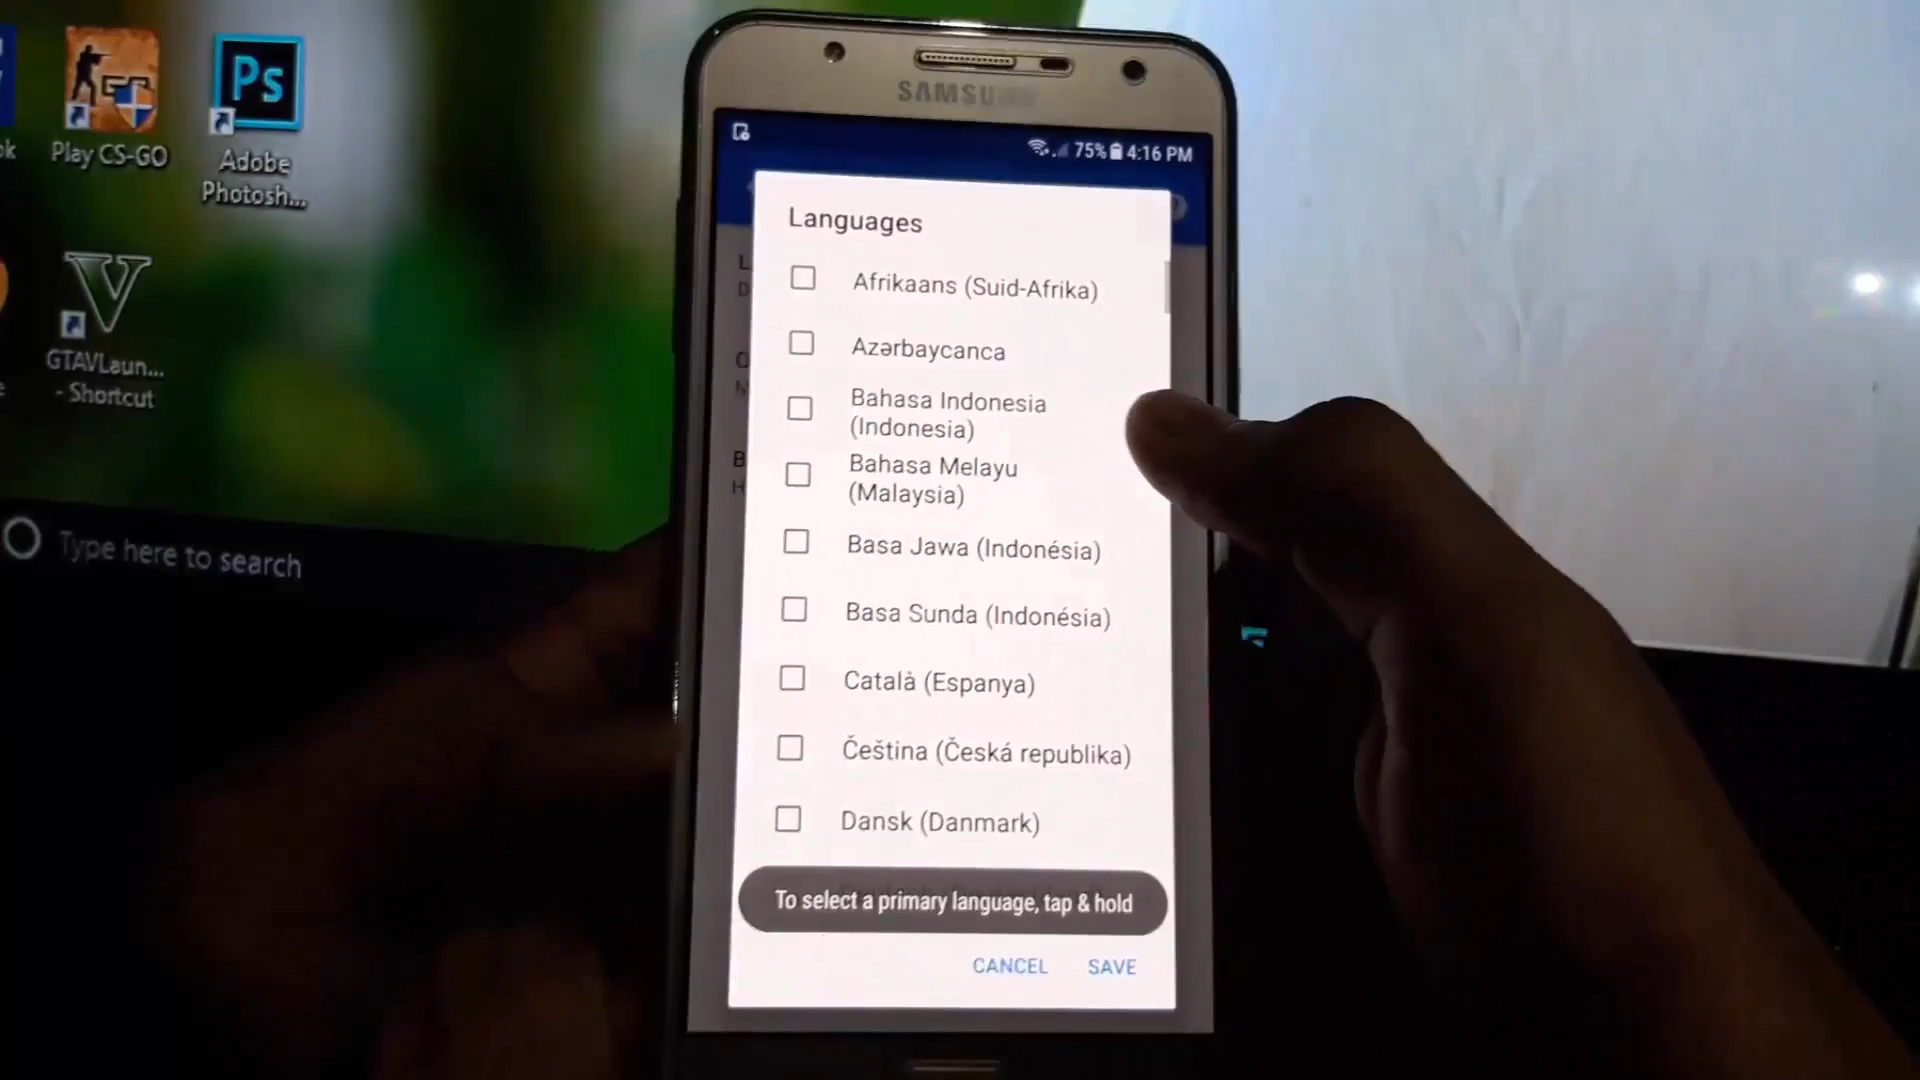 Play CS-GO
Ps
Adobe
Photosh...
GTAVLaun...
- Shortcut
Type here to search
SAMSUNG
75% 4:16 PM
Languages
Afrikaans (Suid-Afrika)
Azərbaycanca
Bahasa Indonesia
(Indonesia)
Bahasa Melayu
(Malaysia)
Basa Jawa (Indonésia)
Basa Sunda (Indonésia)
Català (Espanya)
Čeština (Česká republika)
Dansk (Danmark)
To select a primary language, tap & hold
CANCEL SAVE